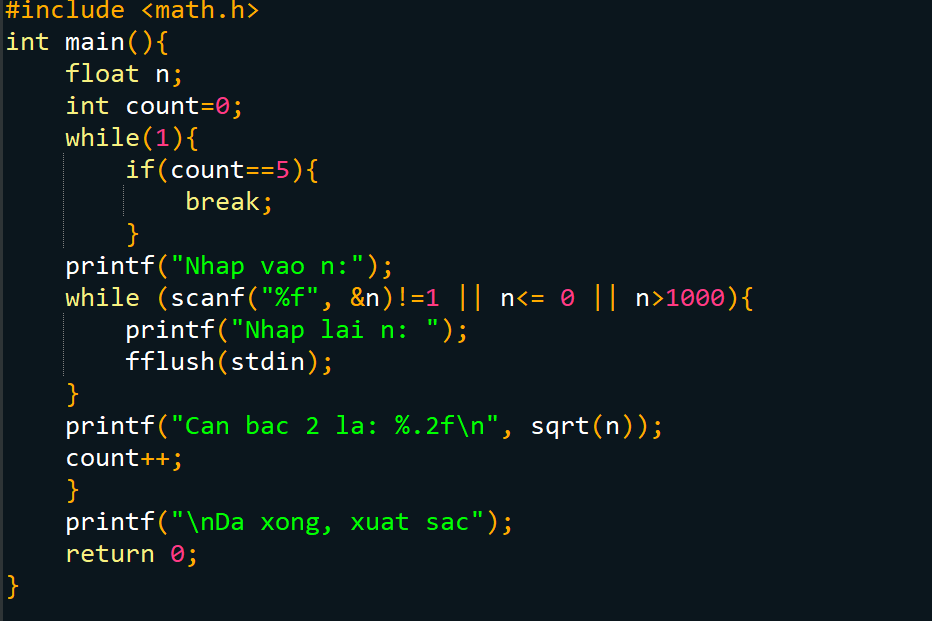 #include <math.h>
int main(){
    float n;
    int count=0;
    while(1){
        if(count==5){
            break;
        }
    printf("Nhap vao n:");
    while (scanf("%f", &n)!=1 || n<= 0 || n>1000){
        printf("Nhap lai n: ");
        fflush(stdin);
    }
    printf("Can bac 2 la: %.2f\n", sqrt(n));
    count++;
    }
    printf("\nDa xong, xuat sac");
    return 0;
}